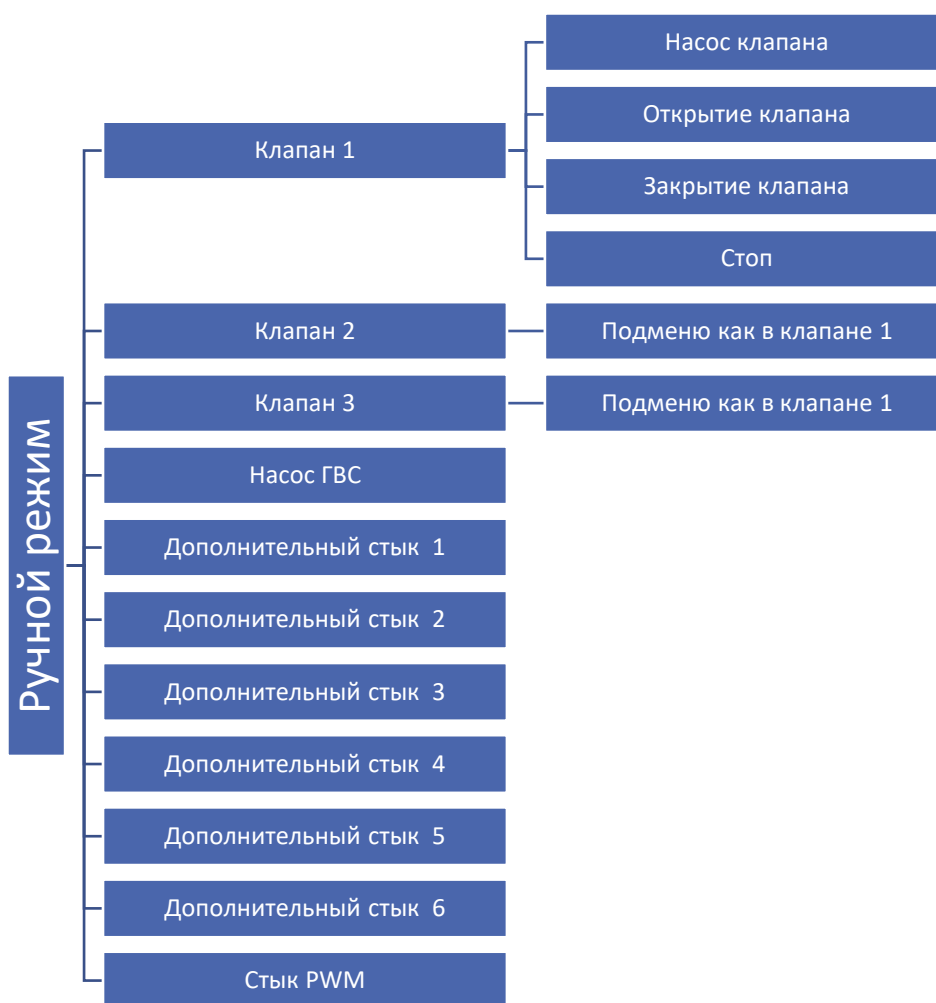 Ручной режим
Клапан 1
Насос клапана
Открытие клапана
Закрытие клапана
Стоп
Клапан 2
Подменю как в клапане 1
Клапан 3
Подменю как в клапане 1
Насос ГВС
Дополнительный стык 1
Дополнительный стык 2
Дополнительный стык 3
Дополнительный стык 4
Дополнительный стык 5
Дополнительный стык 6
Стык PWM